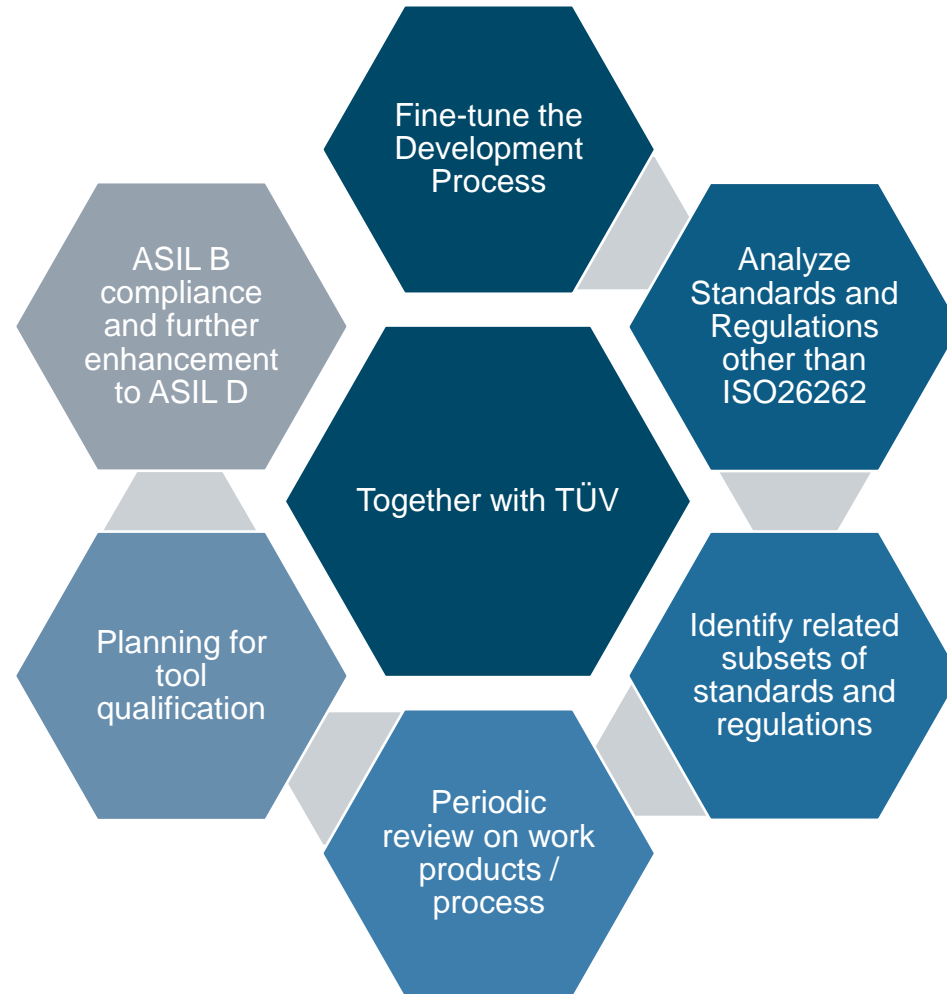 Fine-tune the
Development
Process
Analyze
Standards and
Regulations
other than
ISO26262
Identify related
subsets of
standards and
regulations
Periodic
review on work
products /
process
Planning for
tool
qualification
ASIL B
compliance
and further
enhancement
to ASIL D
Together with TÜV